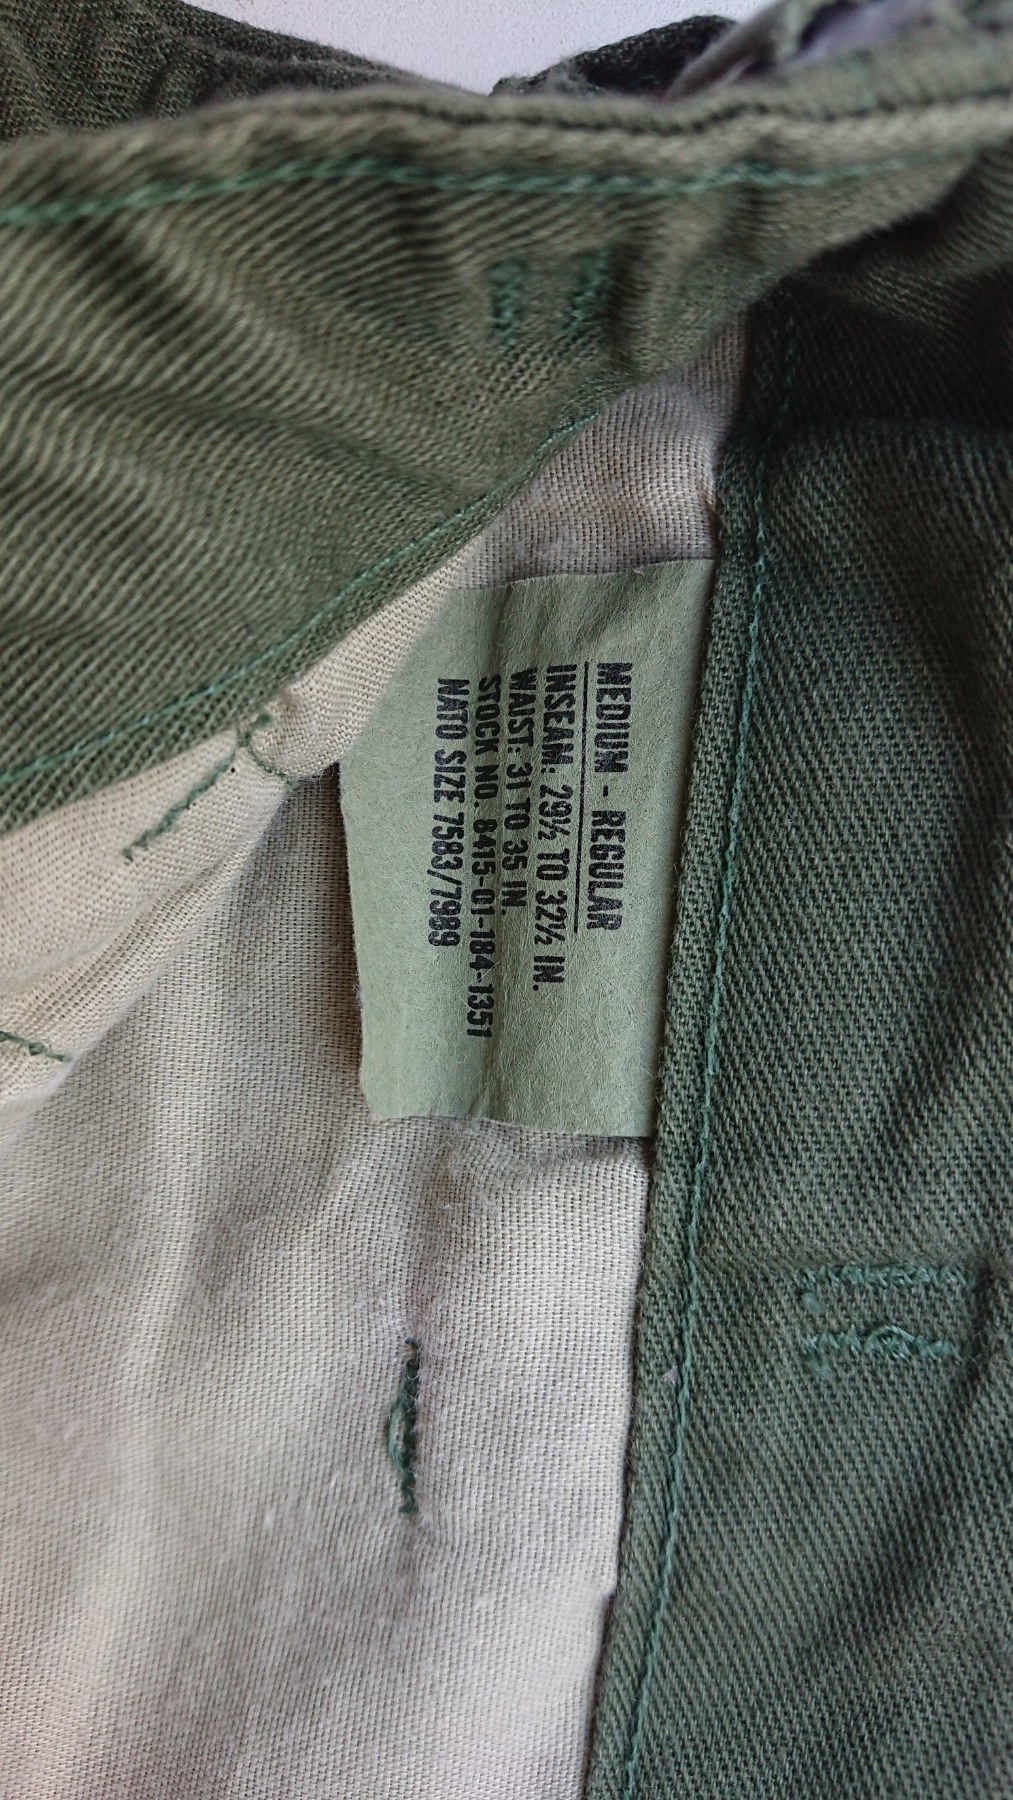 MEDIUM - REGULAR
INSEAM: 29½ TO 32½ IN.
WAIST: 31 TO 35 IN.
STOCK NO. 8415-01-184-1351
NATO SIZE 7583/7989